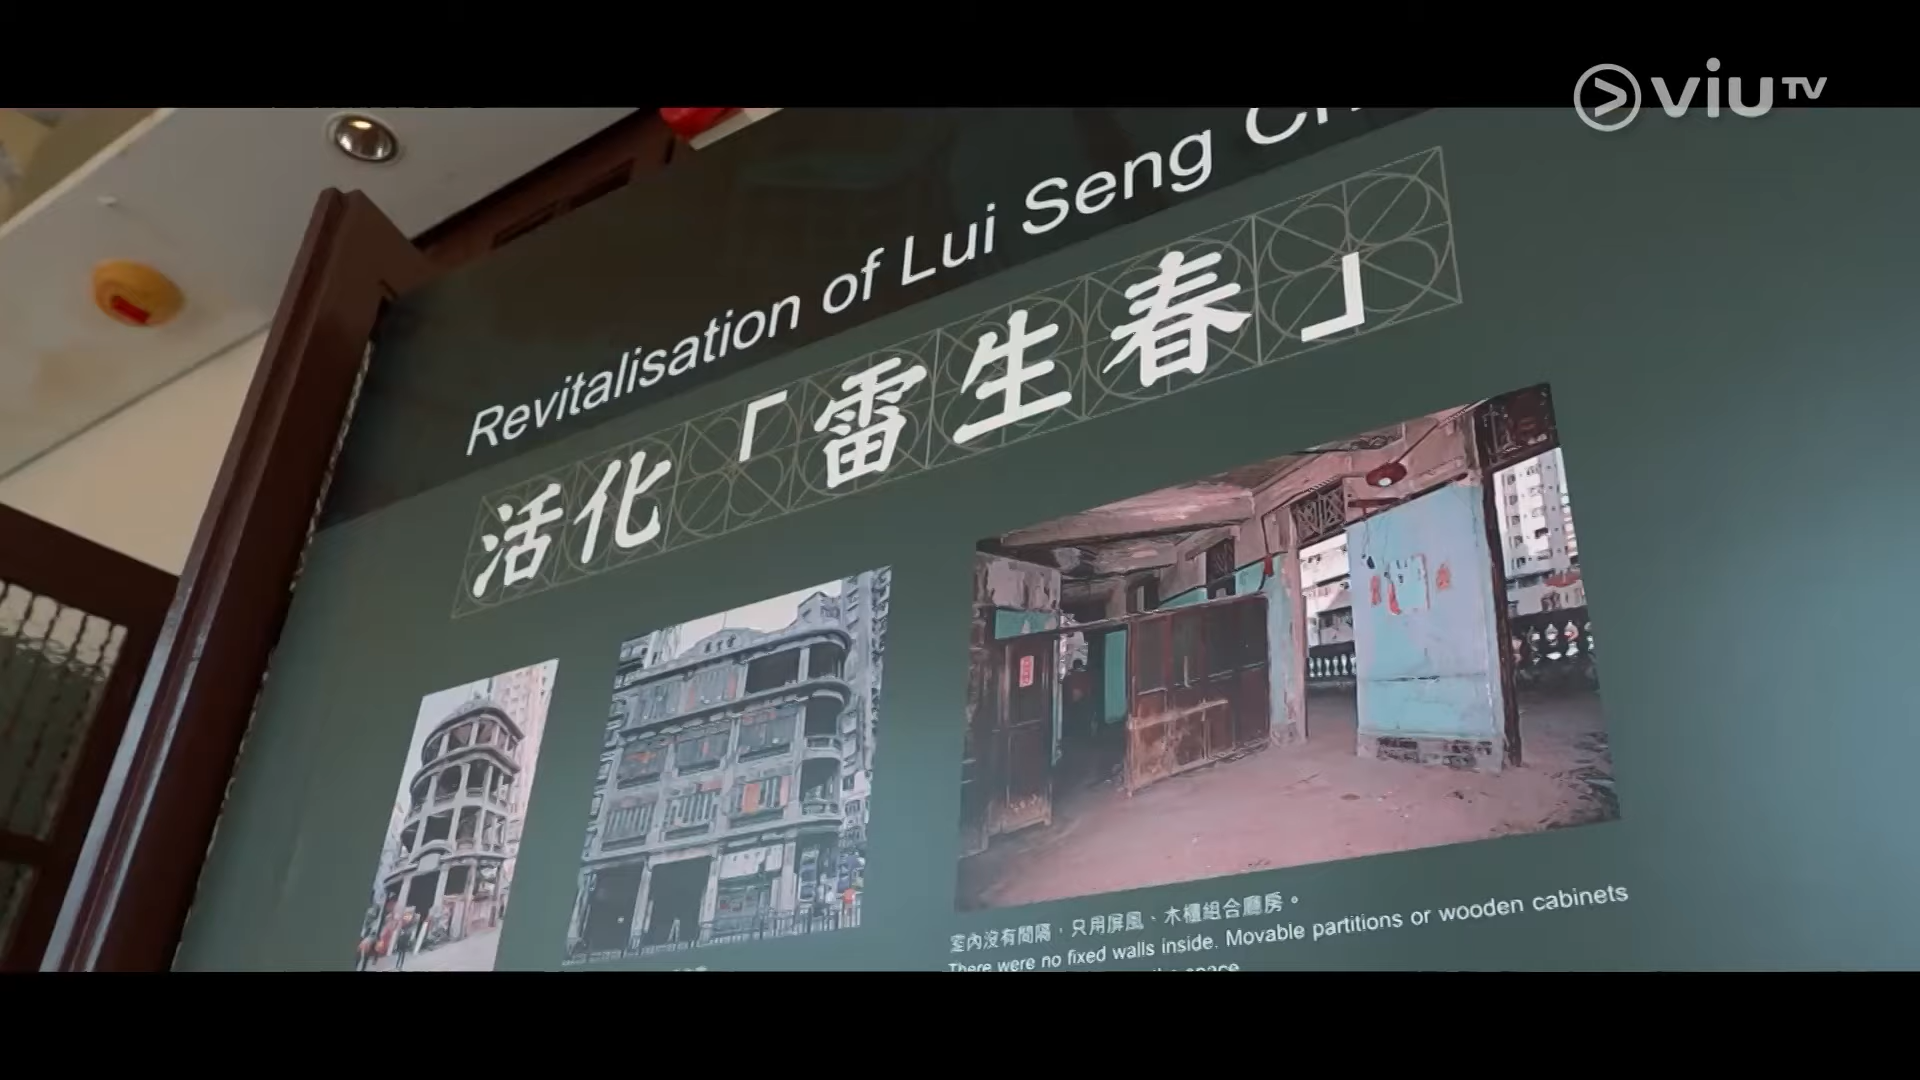 viuTV
Revitalisation of Lui Seng
活化「雷生春」
室內沒有間隔，只用屏風、木櫃組合廳房。
There were no fixed walls inside. Movable partitions or wooden cabinets
space